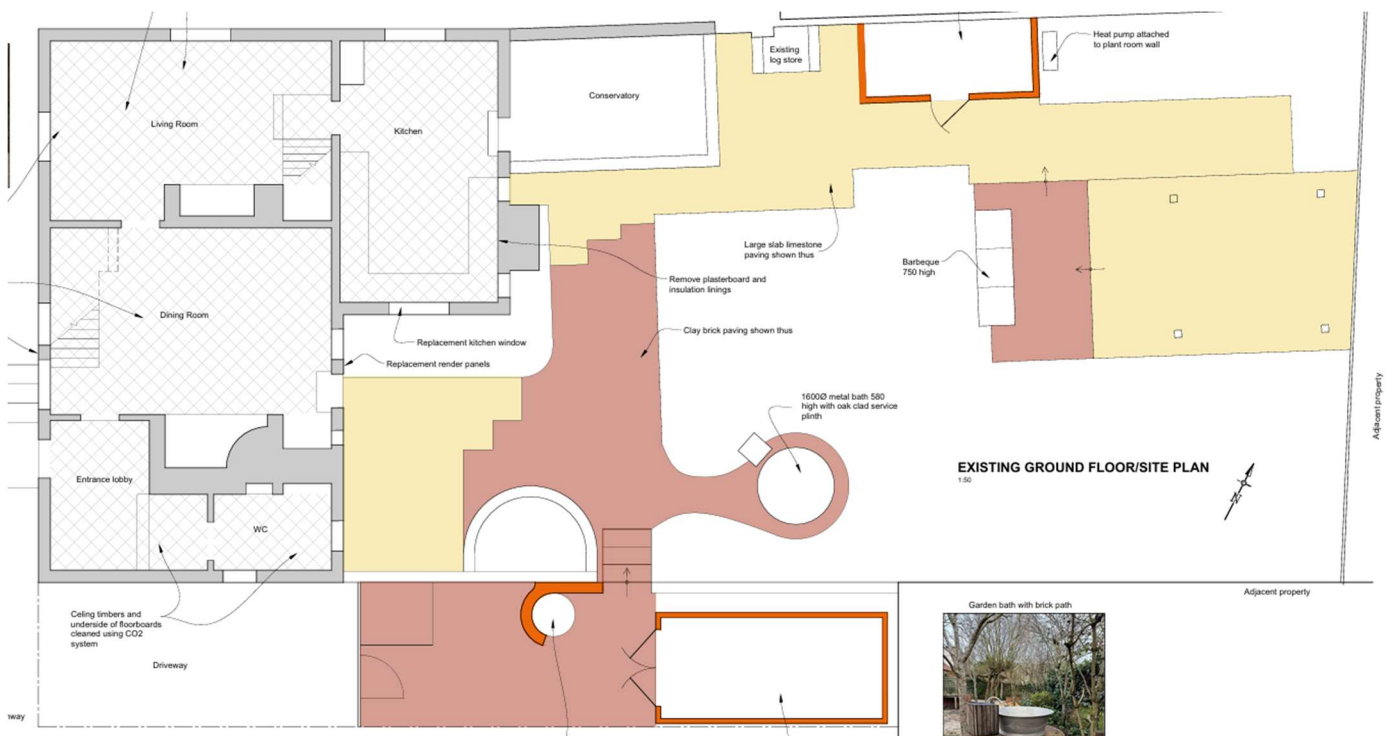 Heat pump attached
to plant room wall
Existing
log store
Conservatory
Living Room
Kitchen
Large slab limestone
paving shown thus
Barbeque
750 high
Remove plasterboard and
insulation linings
Dining Room
Clay brick paving shown thus
Replacement kitchen window
Replacement render panels
1600Ø metal bath 580
high with oak clad service
plinth
Adjacent property
EXISTING GROUND FLOOR/SITE PLAN
1:50
N
Entrance lobby
WC
Adjacent property
Garden bath with brick path
Celing timbers and
underside of floorboards
cleaned using CO2
system
Driveway